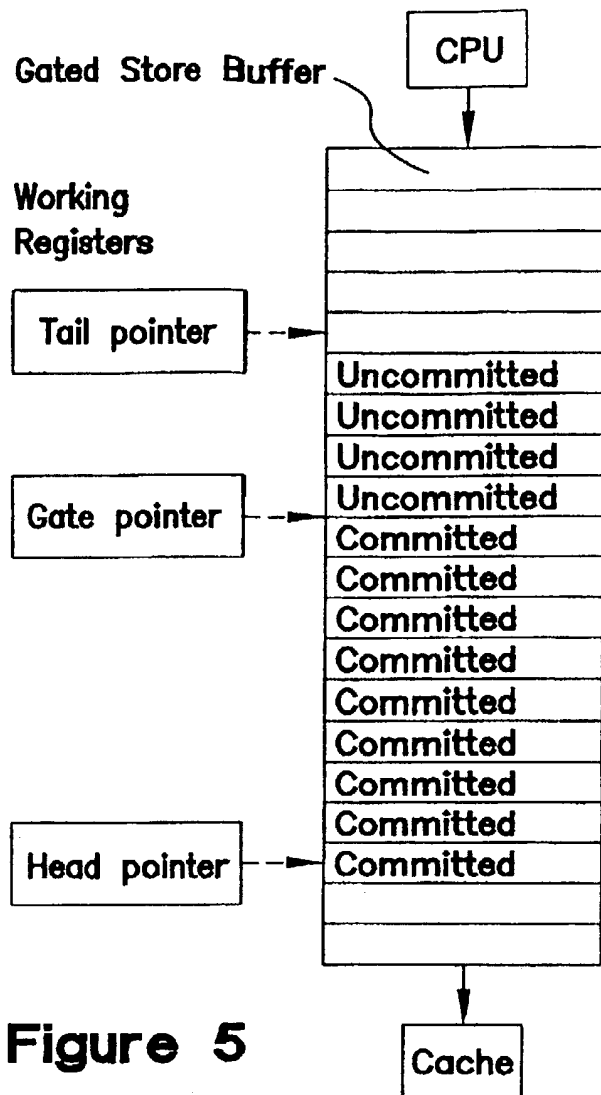 CPU
Gated Store Buffer
Working
Registers
Tail pointer
Uncommitted
Uncommitted
Uncommitted
Uncommitted
Gate pointer
Committed
Committed
Committed
Committed
Committed
Committed
Committed
Committed
Committed
Head pointer
Figure 5
Cache